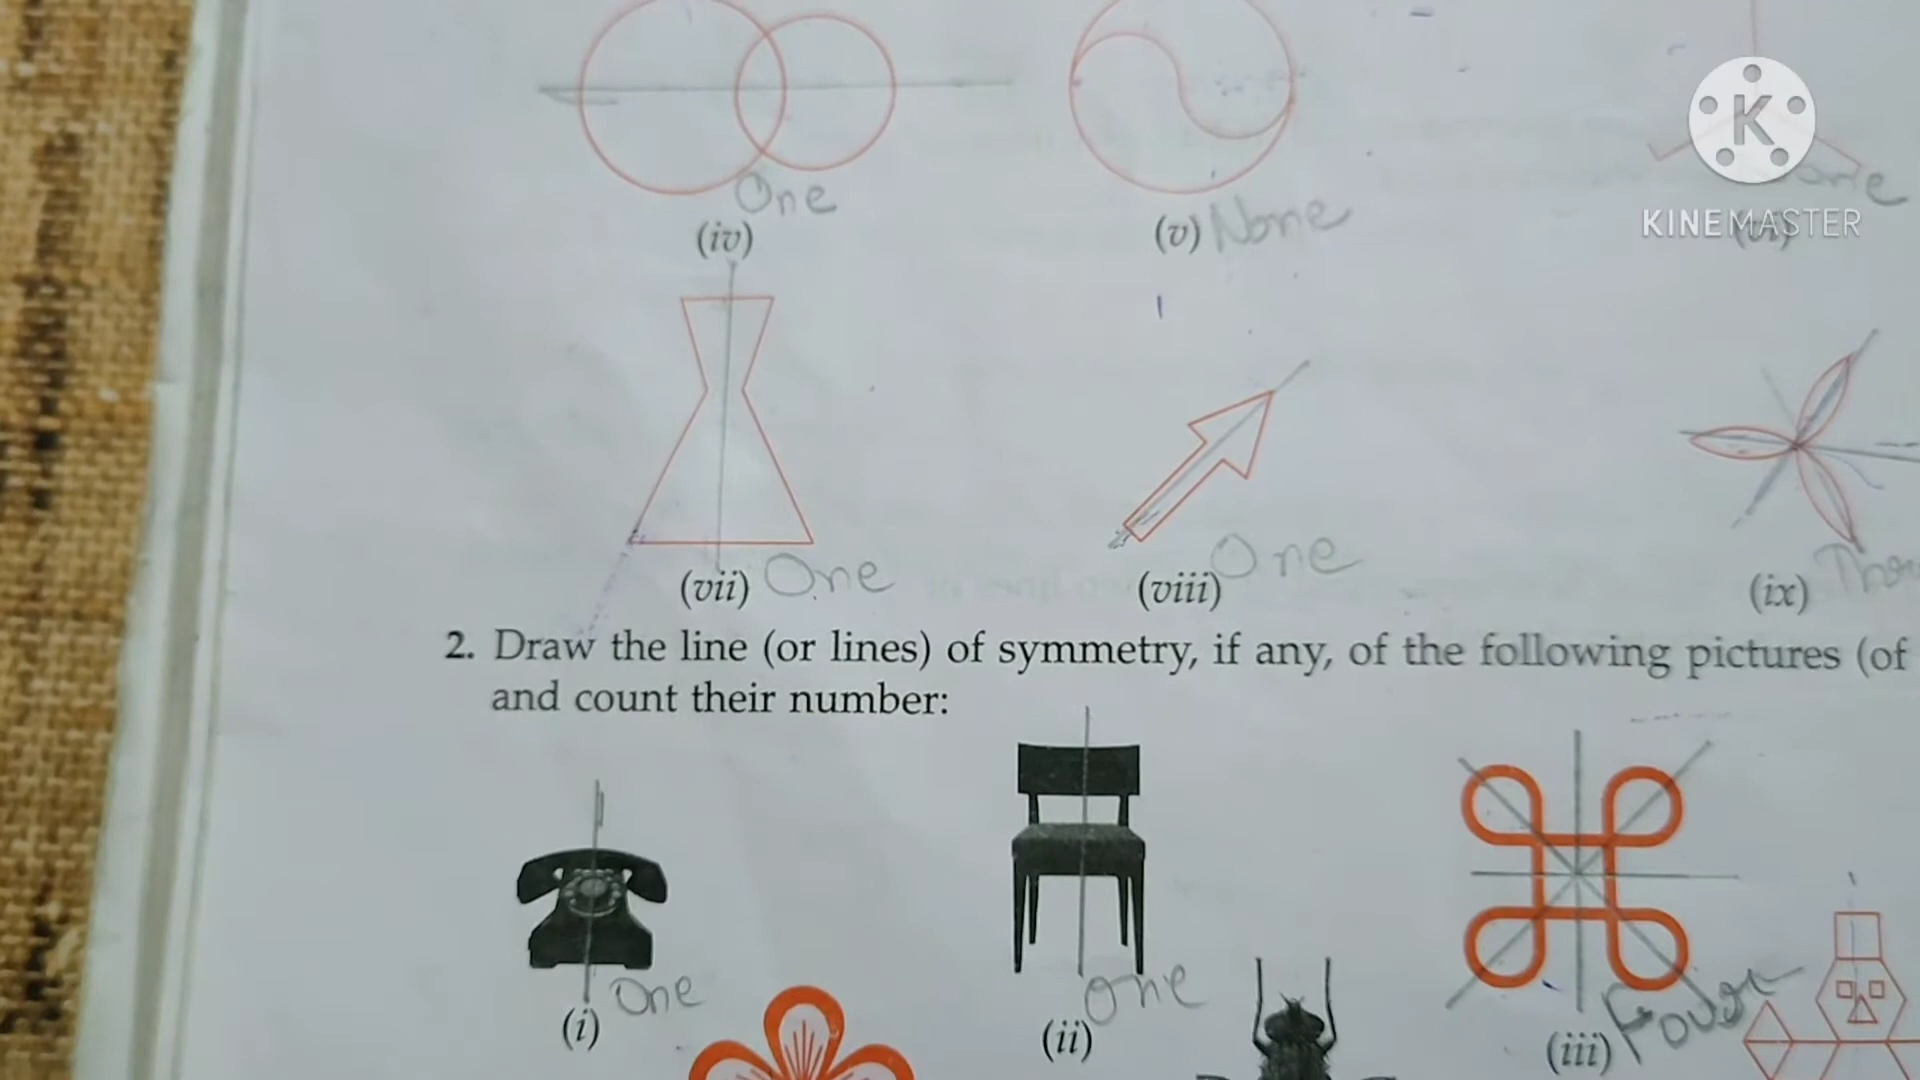 One
(iv)
(v) None
KINEMASTER
(vii) One
(viii) One
(ix)
2. Draw the line (or lines) of symmetry, if any, of the following pictures (of
and count their number:
(i) One
(ii) One
(iii) Four